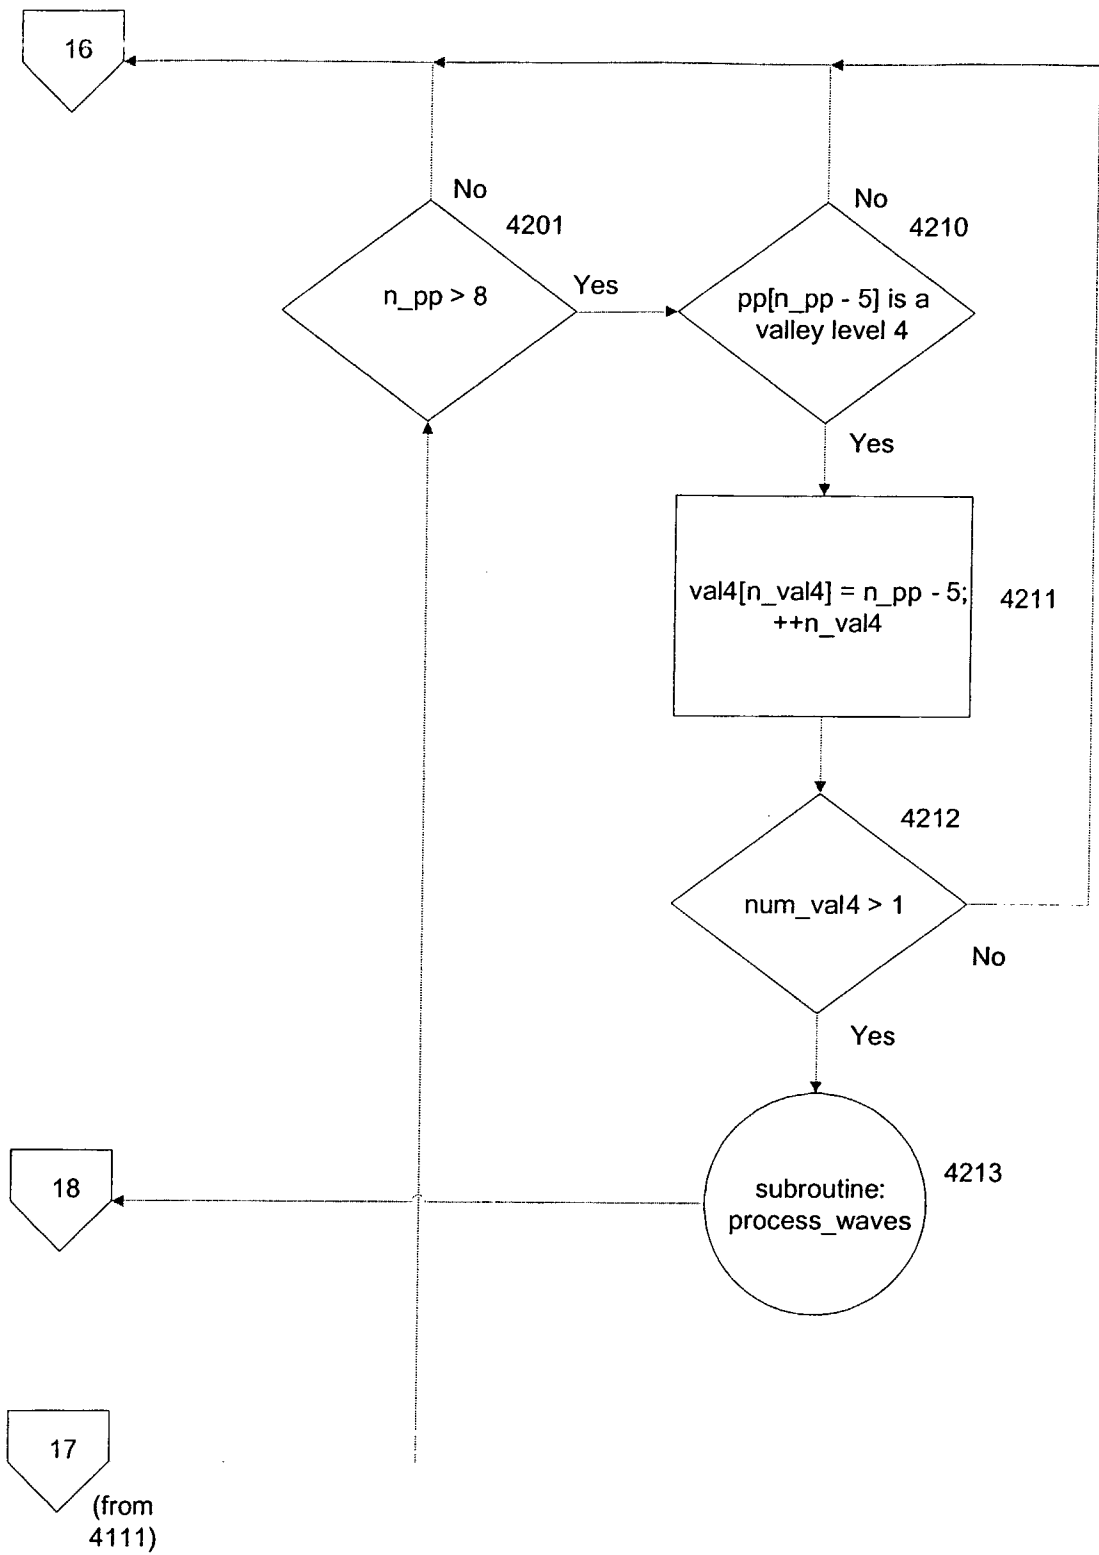 16
No
4201
n_pp > 8
Yes
No
4210
pp[n_pp - 5] is a
valley level 4
Yes
val4[n_val4] = n_pp - 5;
++n_val4
4211
4212
num_val4 > 1
No
Yes
18
4213
subroutine:
process_waves
17
(from
4111)